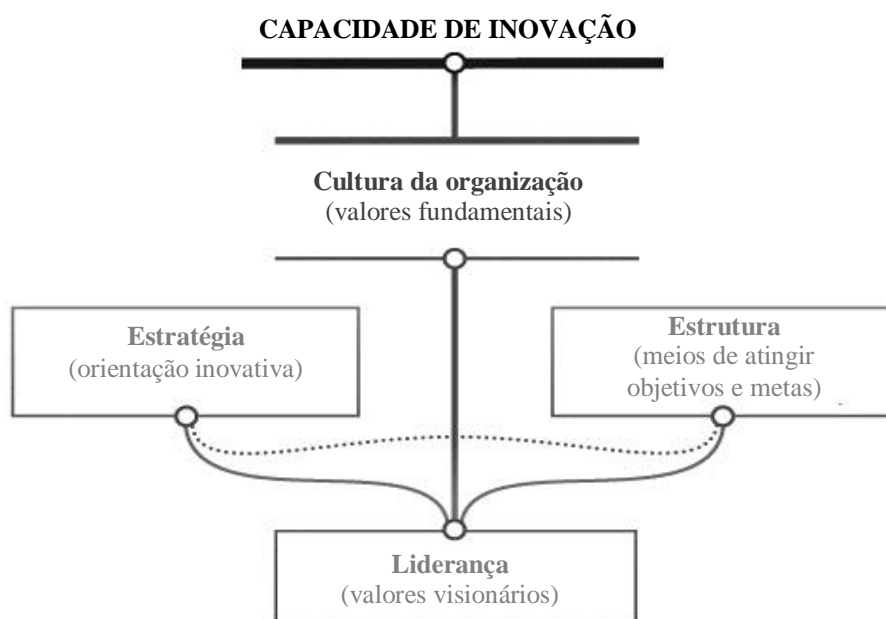 CAPACIDADE DE INOVAÇÃO
Cultura da organização
(valores fundamentais)
Estratégia
(orientação inovativa)
Estrutura
(meios de atingir
objetivos e metas)
Liderança
(valores visionários)